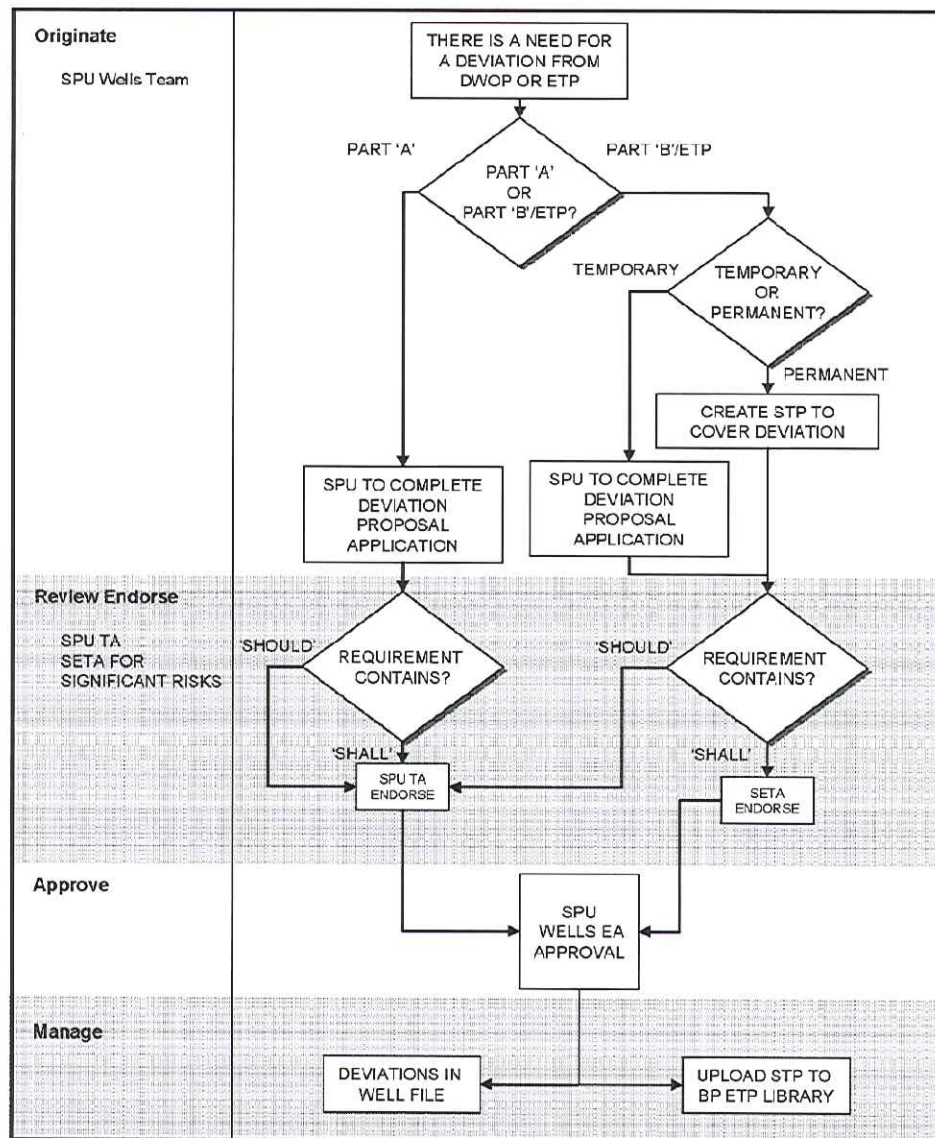 Originate
SPU Wells Team
THERE IS A NEED FOR
A DEVIATION FROM
DWOP OR ETP
PART 'A'
PART 'B'/ETP
PART 'A'
OR
PART 'B'/ETP?
TEMPORARY
TEMPORARY
OR
PERMANENT?
PERMANENT
CREATE STP TO
COVER DEVIATION
SPU TO COMPLETE
DEVIATION
PROPOSAL
APPLICATION
SPU TO COMPLETE
DEVIATION
PROPOSAL
APPLICATION
Review Endorse
SPU TA
SETA FOR
SIGNIFICANT RISKS
'SHOULD'
REQUIREMENT
CONTAINS?
'SHOULD'
REQUIREMENT
CONTAINS?
'SHALL'
SPU TA
ENDORSE
'SHALL'
SETA
ENDORSE
Approve
SPU
WELLS EA
APPROVAL
Manage
DEVIATIONS IN
WELL FILE
UPLOAD STP TO
BP ETP LIBRARY